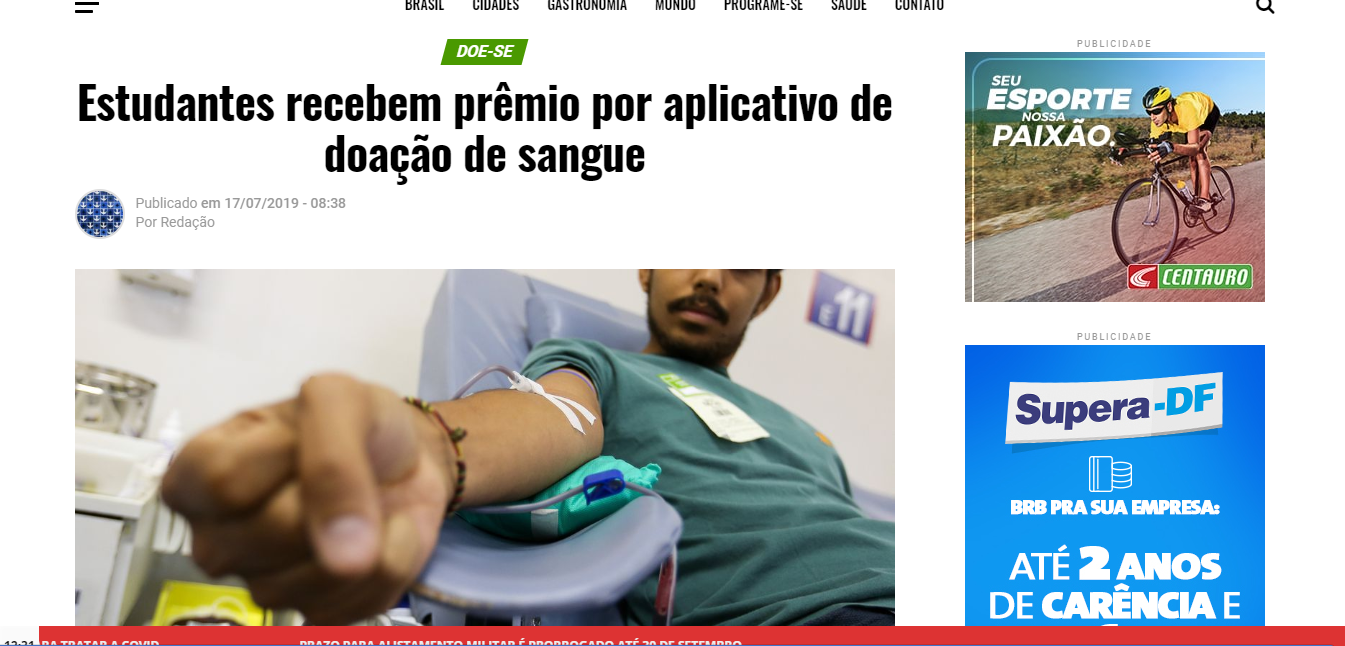 BRASIL CIDADES GASTRONOMIA MUNDO PROGRAME-SE SAÚDE CONTATO
DOE-SE
Estudantes recebem prêmio por aplicativo de
doação de sangue
Publicado em 17/07/2019 - 08:38
Por Redação
E 11
PUBLICIDADE
SEU
ESPORTE
NOSSA
PAIXÃO.
CENTAURO
PUBLICIDADE
Supera-DF
BRB PRA SUA EMPRESA:
ATÉ 2 ANOS
DE CARÊNCIA E
12:21 RA TRATAR A COVID PRAZO PARA ALISTAMENTO MILITAR É PRORROGADO ATÉ 30 DE SETEMBRO